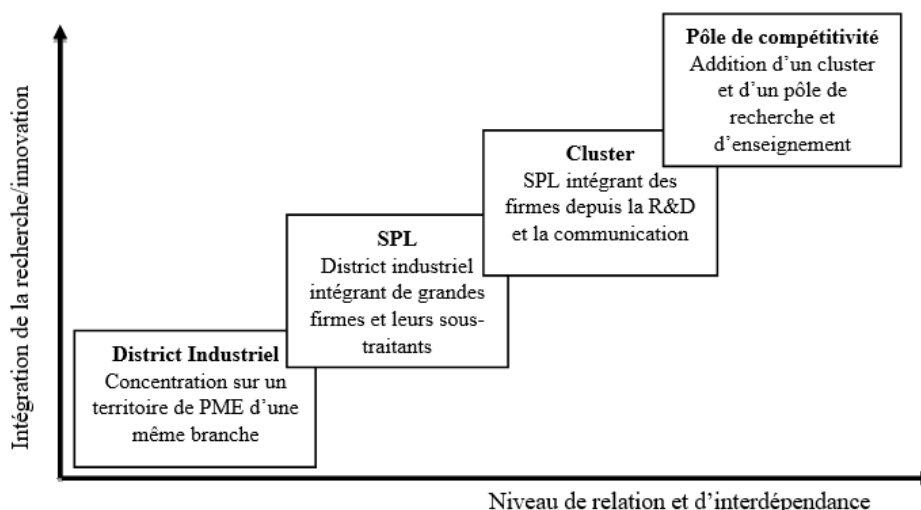 Intégration de la recherche/innovation
Pôle de compétitivité
Addition d’un cluster
et d’un pôle de
recherche et
d’enseignement
Cluster
SPL intégrant des
firmes depuis la R&D
et la communication
SPL
District industriel
intégrant de grandes
firmes et leurs sous-
traitants
District Industriel
Concentration sur un
territoire de PME d’une
même branche
Niveau de relation et d’interdépendance